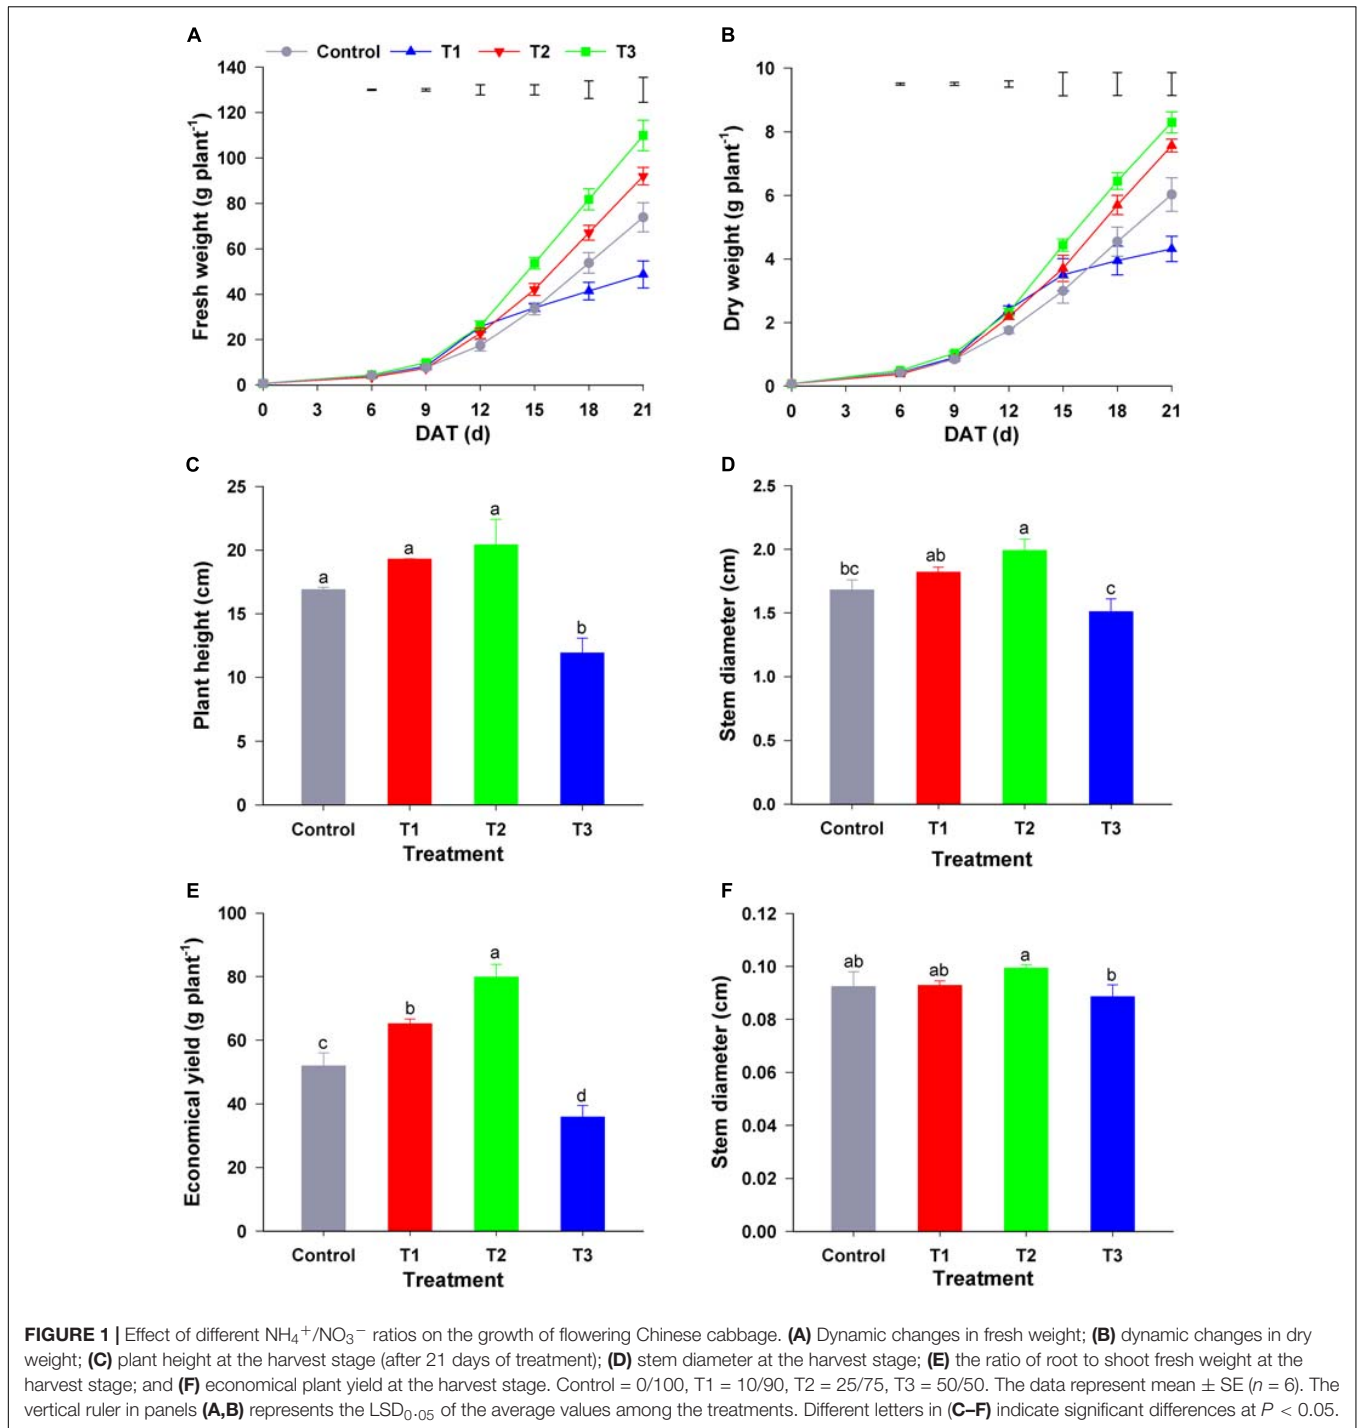 A
Control T1 T2 T3
Fresh weight (g plant⁻¹)
140
120
100
80
60
40
20
0
0 3 6 9 12 15 18 21
DAT (d)
B
Dry weight (g plant⁻¹)
10
8
6
4
2
0
0 3 6 9 12 15 18 21
DAT (d)
C
Plant height (cm)
25
20
15
10
5
0
a a a b
Control T1 T2 T3
Treatment
D
Stem diameter (cm)
2.5
2.0
1.5
1.0
0.5
0.0
bc ab a c
Control T1 T2 T3
Treatment
E
Economical yield (g plant⁻¹)
100
80
60
40
20
0
c b a d
Control T1 T2 T3
Treatment
F
Stem diameter (cm)
0.12
0.10
0.08
0.06
0.04
0.02
0.00
ab ab a b
Control T1 T2 T3
Treatment
FIGURE 1 | Effect of different NH₄⁺/NO₃⁻ ratios on the growth of flowering Chinese cabbage. (A) Dynamic changes in fresh weight; (B) dynamic changes in dry
weight; (C) plant height at the harvest stage (after 21 days of treatment); (D) stem diameter at the harvest stage; (E) the ratio of root to shoot fresh weight at the
harvest stage; and (F) economical plant yield at the harvest stage. Control = 0/100, T1 = 10/90, T2 = 25/75, T3 = 50/50. The data represent mean ± SE (n = 6). The
vertical ruler in panels (A,B) represents the LSD₀.₀₅ of the average values among the treatments. Different letters in (C–F) indicate significant differences at P < 0.05.